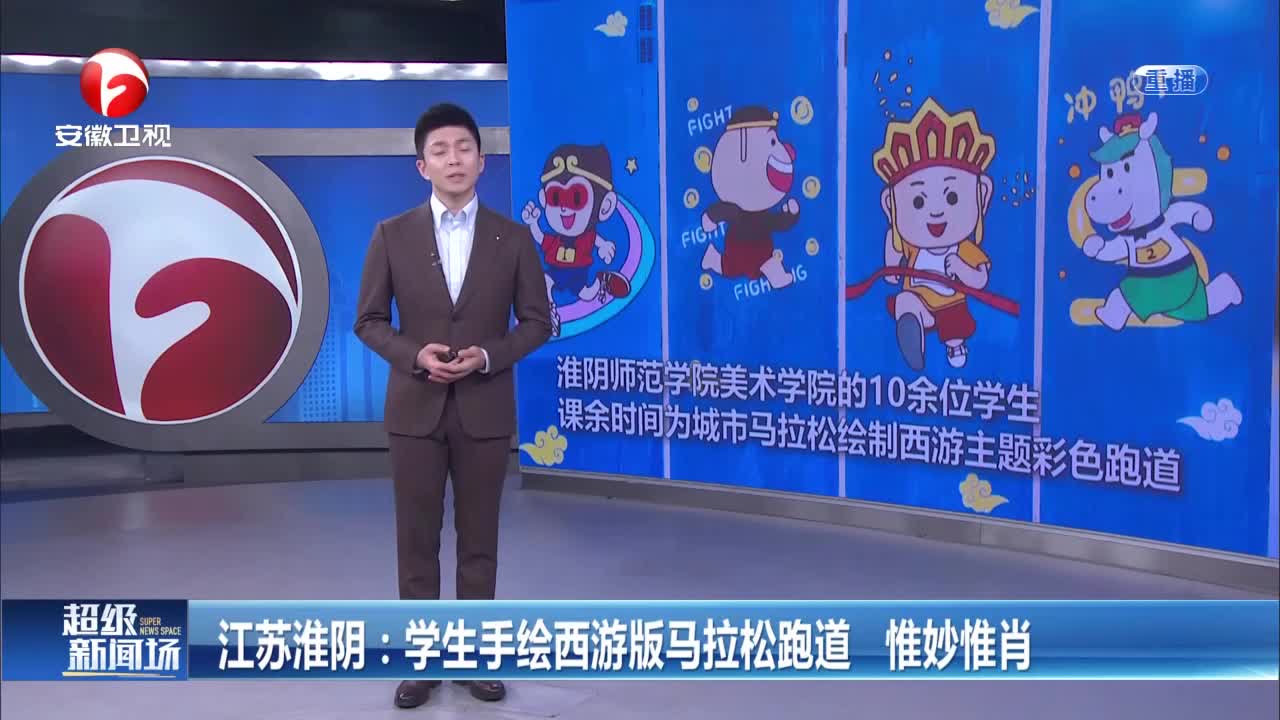 安徽卫视
重播
冲鸭
FIGHT
FIGHT
FIGHTING
1
2
淮阴师范学院美术学院的10余位学生
课余时间为城市马拉松绘制西游主题彩色跑道
超级
新闻场
SUPER
NEWS SPACE
江苏淮阴：学生手绘西游版马拉松跑道 惟妙惟肖